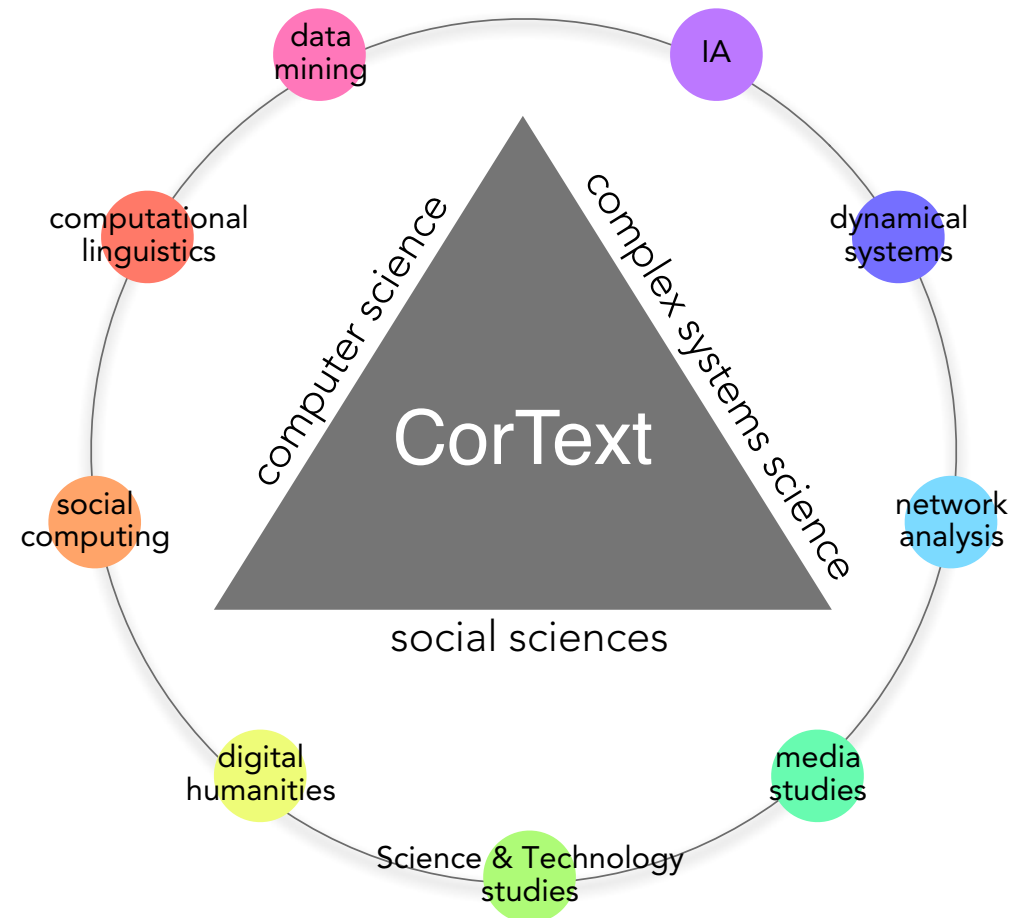 data
mining
IA
computational
linguistics
dynamical
systems
computer science
complex systems science
CorText
social
computing
network
analysis
social sciences
digital
humanities
media
studies
Science & Technology
studies